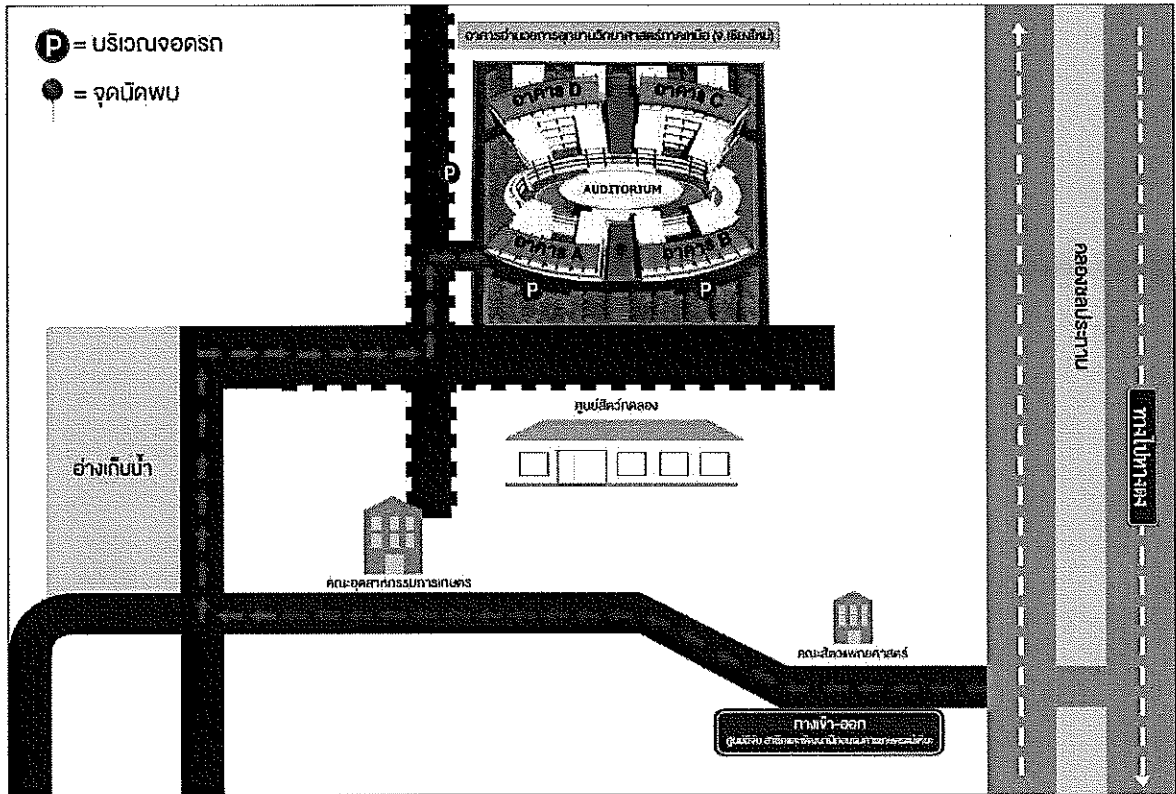 P = บริเวณจอดรถ
= จุดนัดพบ
อาคารอำนวยการอุทยานวิทยาศาสตร์ภาคเหนือ (จ.เชียงใหม่)
อาคาร D
อาคาร C
P
AUDITORIUM
อาคาร A
อาคาร B
P
P
คลองชลประทาน
ทางไปหางดง
ศูนย์สัตว์ทดลอง
อ่างเก็บน้ำ
คณะอุตสาหกรรมการเกษตร
คณะสัตวแพทยศาสตร์
ทางเข้า-ออก